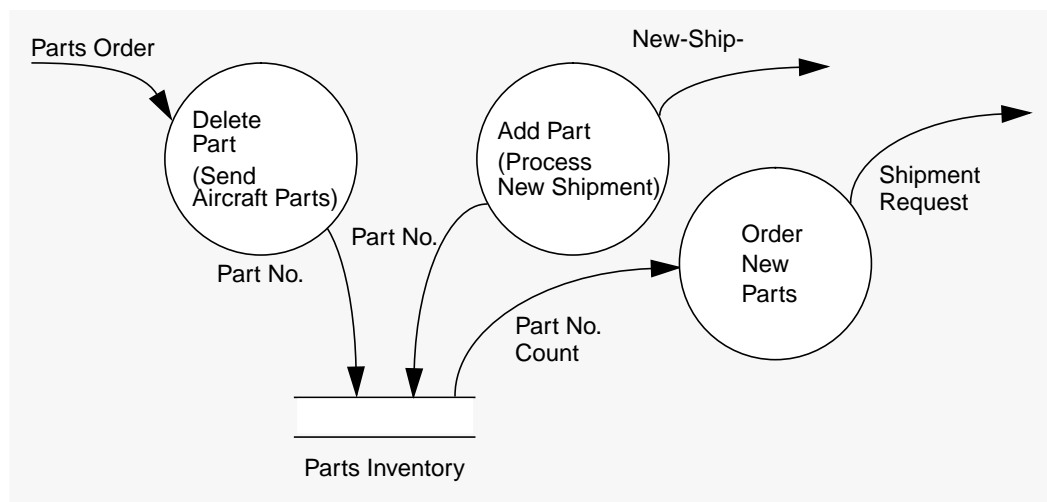 Parts Order
New-Ship-
Delete
Part
(Send
Aircraft Parts)
Add Part
(Process
New Shipment)
Shipment
Request
Part No.
Part No.
Order
New
Parts
Part No.
Count
Parts Inventory